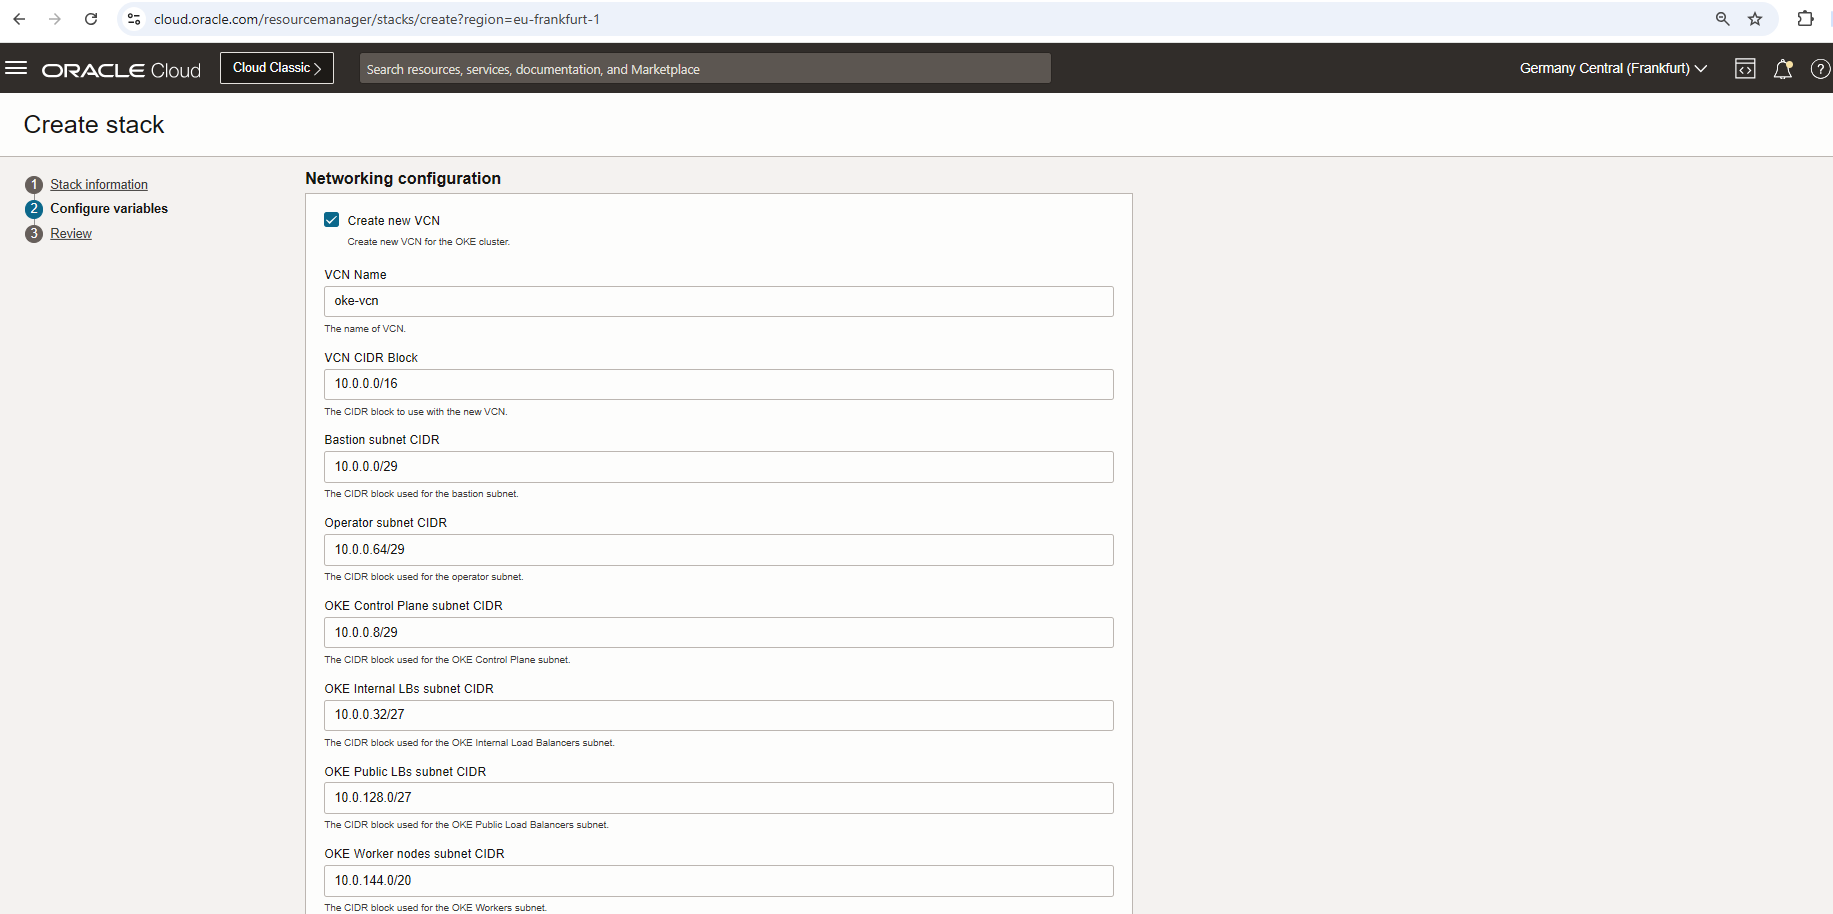 cloud.oracle.com/resourcemanager/stacks/create?region=eu-frankfurt-1
ORACLE Cloud
Cloud Classic
Search resources, services, documentation, and Marketplace
Germany Central (Frankfurt)
?
Create stack
1 Stack information
2 Configure variables
3 Review
Networking configuration
Create new VCN
Create new VCN for the OKE cluster.
VCN Name
oke-vcn
The name of VCN.
VCN CIDR Block
10.0.0.0/16
The CIDR block to use with the new VCN.
Bastion subnet CIDR
10.0.0.0/29
The CIDR block used for the bastion subnet.
Operator subnet CIDR
10.0.0.64/29
The CIDR block used for the operator subnet.
OKE Control Plane subnet CIDR
10.0.0.8/29
The CIDR block used for the OKE Control Plane subnet.
OKE Internal LBs subnet CIDR
10.0.0.32/27
The CIDR block used for the OKE Internal Load Balancers subnet.
OKE Public LBs subnet CIDR
10.0.128.0/27
The CIDR block used for the OKE Public Load Balancers subnet.
OKE Worker nodes subnet CIDR
10.0.144.0/20
The CIDR block used for the OKE Workers subnet.